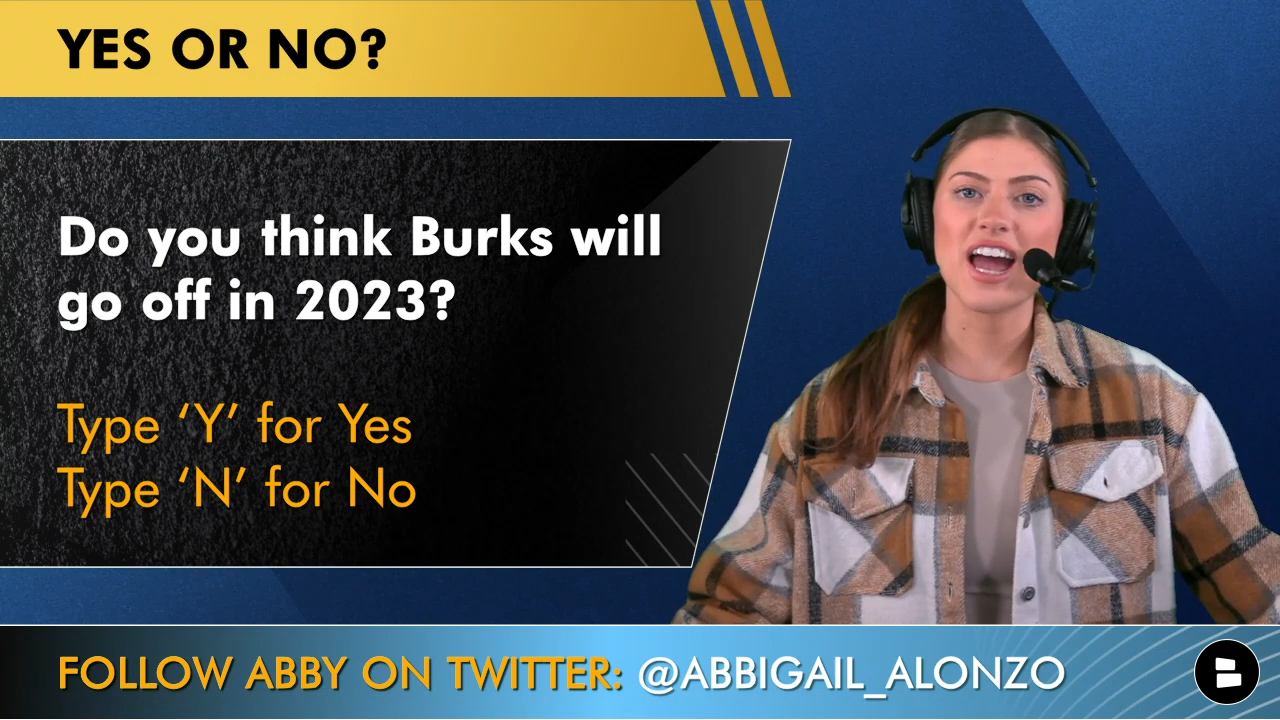 YES OR NO?
Do you think Burks will
go off in 2023?
Type ‘Y’ for Yes
Type ‘N’ for No
FOLLOW ABBY ON TWITTER: @ABBIGAIL_ALONZO